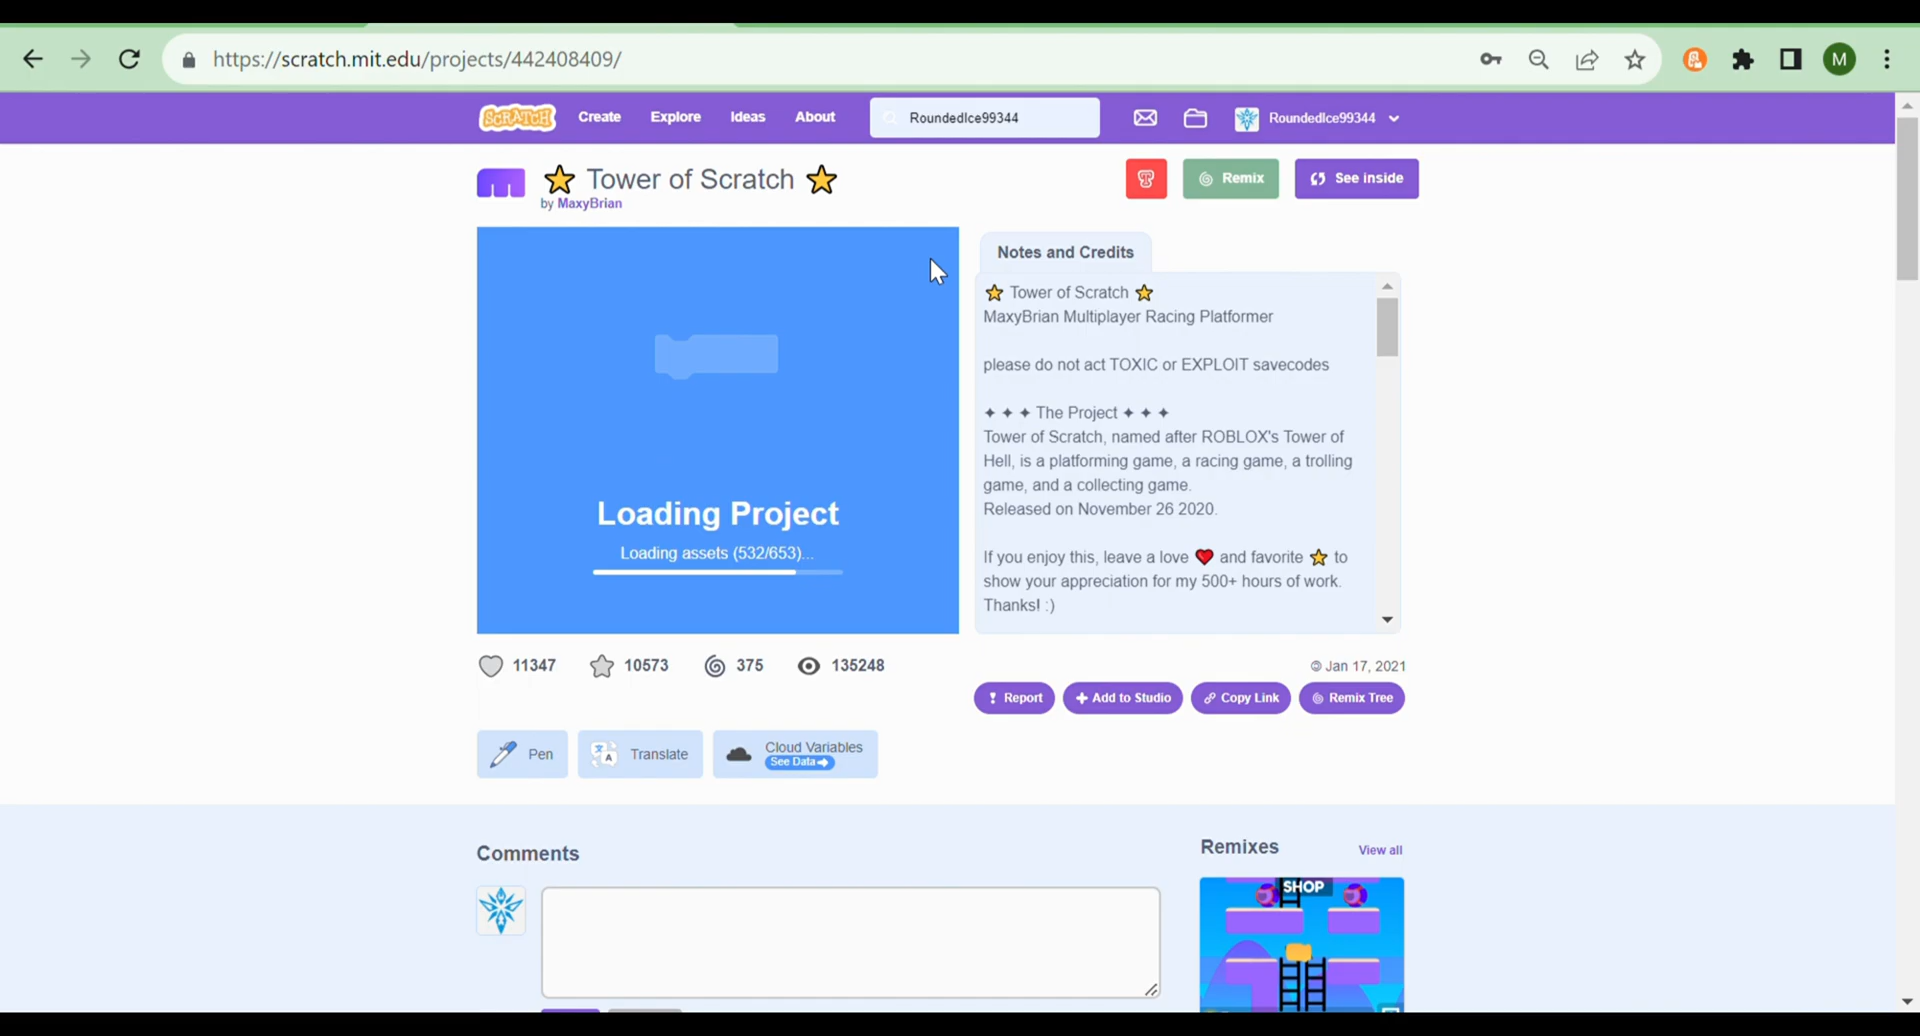 https://scratch.mit.edu/projects/442408409/
M
SCRATCH
Create
Explore
Ideas
About
RoundedIce99344
RoundedIce99344
⭐ Tower of Scratch ⭐
by MaxyBrian
Remix
See inside
Loading Project
Loading assets (532/653)...
Notes and Credits
⭐ Tower of Scratch ⭐
MaxyBrian Multiplayer Racing Platformer
please do not act TOXIC or EXPLOIT savecodes
✦ ✦ ✦ The Project ✦ ✦ ✦
Tower of Scratch, named after ROBLOX's Tower of
Hell, is a platforming game, a racing game, a trolling
game, and a collecting game.
Released on November 26 2020.
If you enjoy this, leave a love ❤️ and favorite ⭐ to
show your appreciation for my 500+ hours of work.
Thanks! :)
11347
10573
375
135248
© Jan 17, 2021
Report
Add to Studio
Copy Link
Remix Tree
Pen
Translate
Cloud Variables
See Data
Comments
Remixes
View all
SHOP